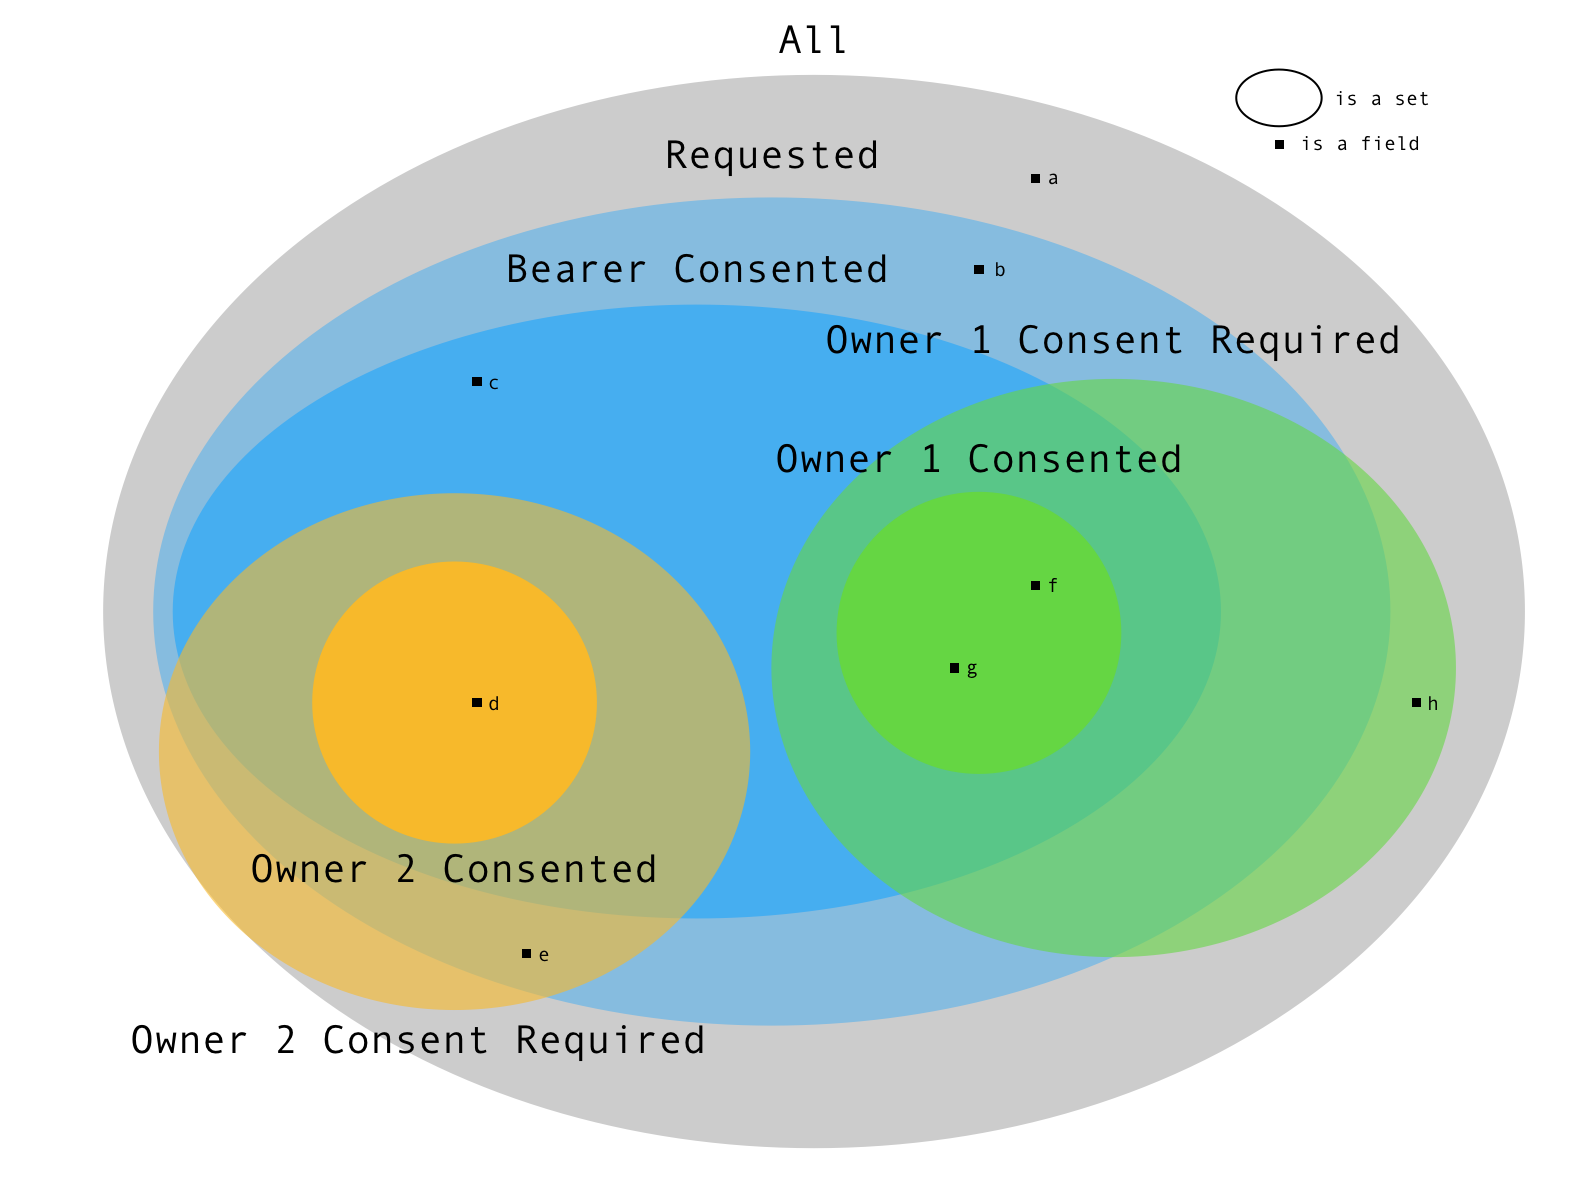 All
is a set
is a field
Requested
a
Bearer Consented
b
Owner 1 Consent Required
c
Owner 1 Consented
f
g
d
h
Owner 2 Consented
e
Owner 2 Consent Required